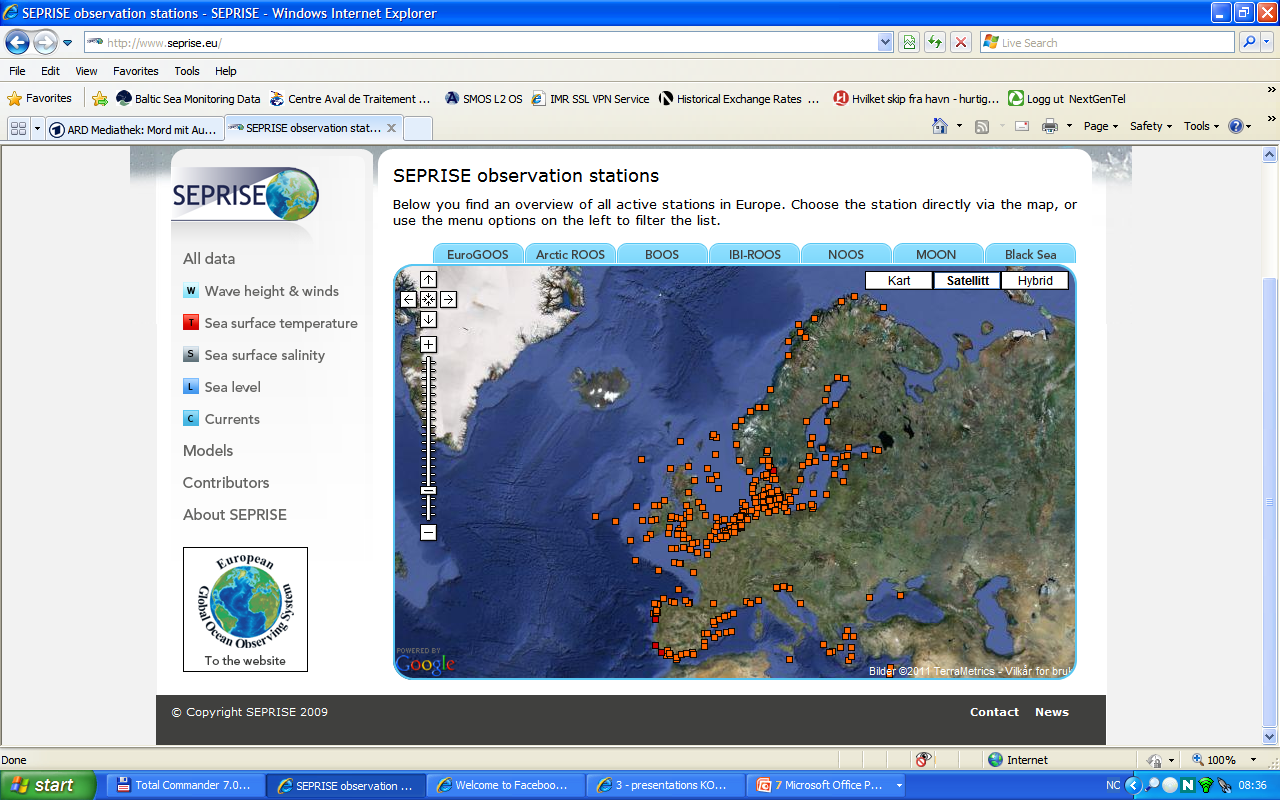 SEPRISE observation stations - SEPRISE - Windows Internet Explorer
http://www.seprise.eu/
Live Search
File Edit View Favorites Tools Help
Favorites
Baltic Sea Monitoring Data
Centre Aval de Traitement ...
SMOS L2 OS
IMR SSL VPN Service
Historical Exchange Rates ...
Hvilket skip fra havn - hurtig...
Logg ut NextGenTel
ARD Mediathek: Mord mit Au...
SEPRISE observation stat...
Page Safety Tools
SEPRISE
All data
W Wave height & winds
T Sea surface temperature
S Sea surface salinity
L Sea level
C Currents
Models
Contributors
About SEPRISE
European
Global Ocean Observing System
To the website
SEPRISE observation stations
Below you find an overview of all active stations in Europe. Choose the station directly via the map, or
use the menu options on the left to filter the list.
EuroGOOS Arctic ROOS BOOS IBI-ROOS NOOS MOON Black Sea
Kart Satellitt Hybrid
POWERED BY
Google
Bilder ©2011 TerraMetrics - Vilkår for bruk
© Copyright SEPRISE 2009
Contact News
Done
Internet
100%
start
Total Commander 7.0...
SEPRISE observation ...
Welcome to Faceboo...
3 - presentations KO...
7 Microsoft Office P...
NC
N
08:36